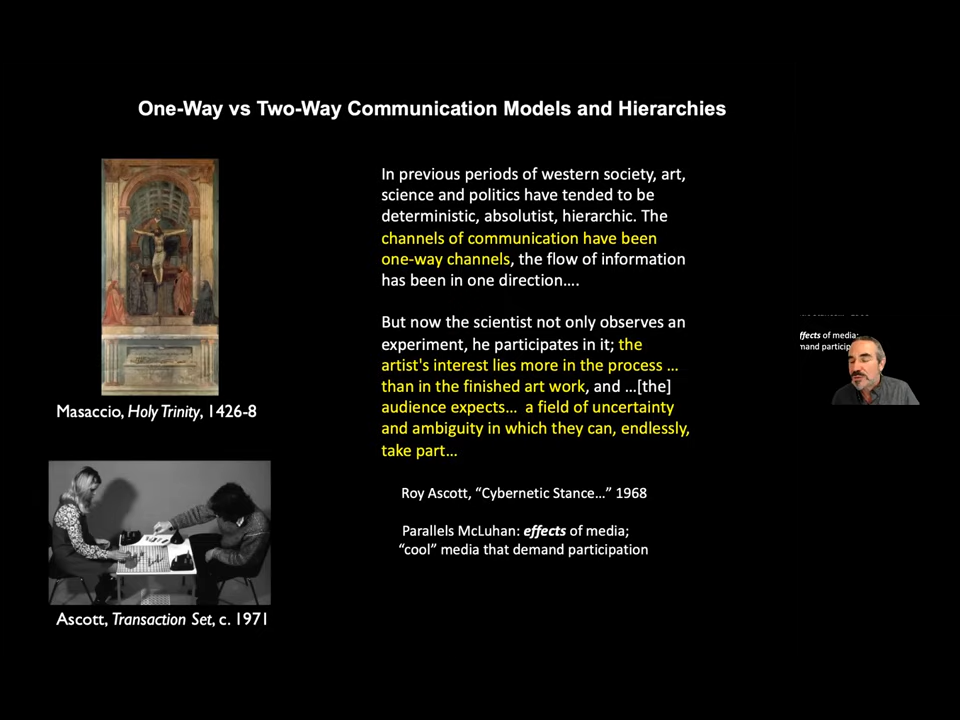 One-Way vs Two-Way Communication Models and Hierarchies
In previous periods of western society, art,
science and politics have tended to be
deterministic, absolutist, hierarchic. The
channels of communication have been
one-way channels, the flow of information
has been in one direction….
But now the scientist not only observes an
experiment, he participates in it; the
artist's interest lies more in the process …
than in the finished art work, and …[the]
audience expects… a field of uncertainty
and ambiguity in which they can, endlessly,
take part…
Roy Ascott, “Cybernetic Stance…” 1968
Parallels McLuhan: effects of media;
“cool” media that demand participation
Masaccio, Holy Trinity, 1426-8
Ascott, Transaction Set, c. 1971
of media;